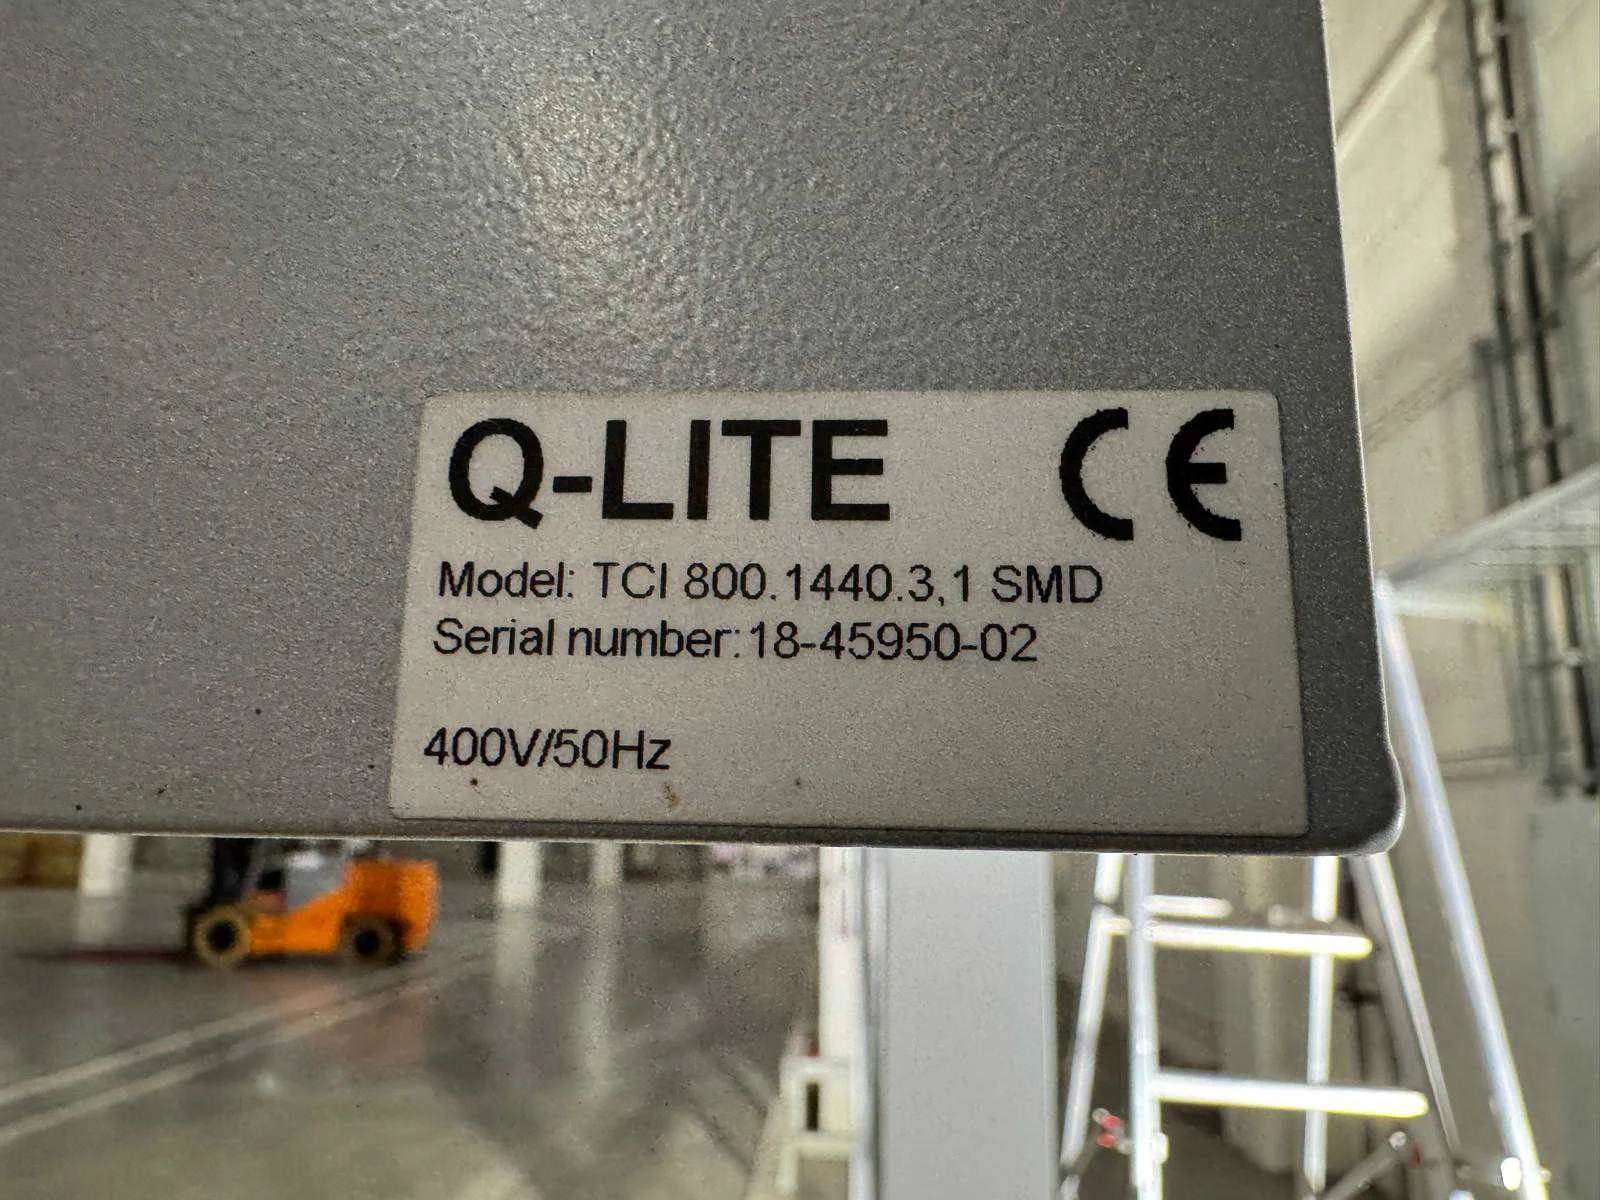 Q-LITE CE
Model: TCI 800.1440.3,1 SMD
Serial number: 18-45950-02
400V/50Hz